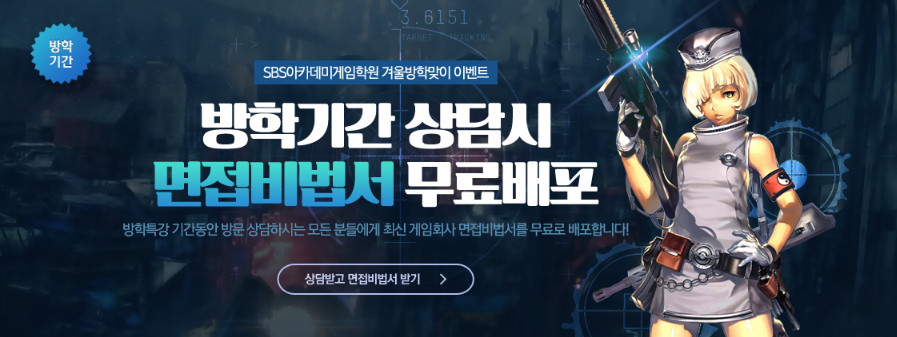 3.6151
TARGET TRACKING
방학
기간
SBS아카데미게임학원 겨울방학맞이 이벤트
방학기간 상담시
면접비법서 무료배포
방학특강 기간동안 방문 상담하시는 모든 분들에게 최신 게임회사 면접비법서를 무료로 배포합니다!
상담받고 면접비법서 받기